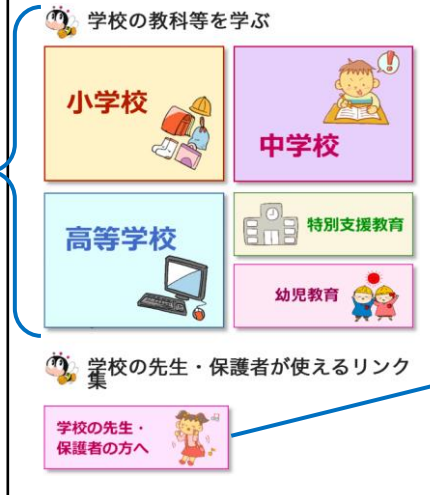 学校の教科等を学ぶ
小学校
中学校
高等学校
特別支援教育
幼児教育
学校の先生・保護者が使えるリンク
集
学校の先生・
保護者の方へ